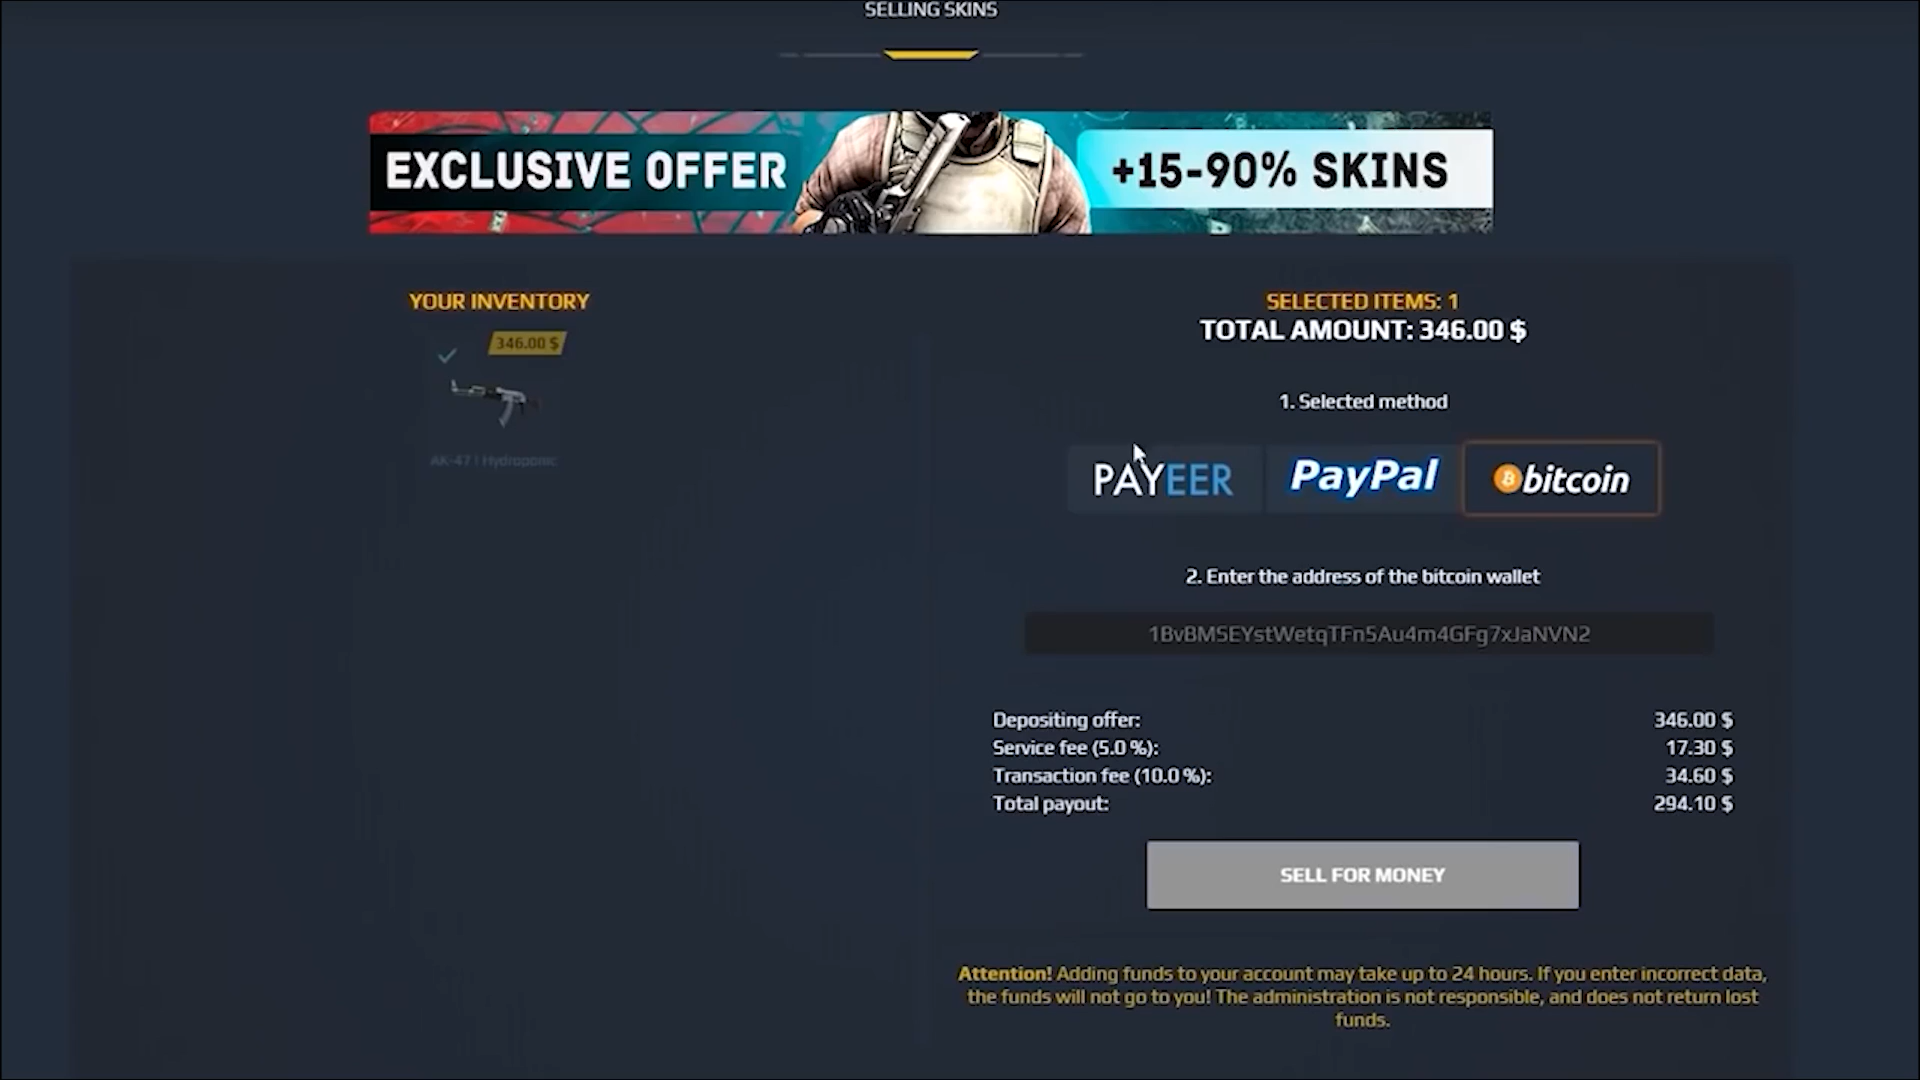 SELLING SKINS
EXCLUSIVE OFFER
+15-90% SKINS
YOUR INVENTORY
346.00 $
AK-47 | Hydroponic
SELECTED ITEMS: 1
TOTAL AMOUNT: 346.00 $
1. Selected method
PAYEER
PayPal
bitcoin
2. Enter the address of the bitcoin wallet
1BvBMSEYstWetqTFn5Au4m4GFg7xJaNVN2
Depositing offer: 346.00 $
Service fee (5.0 %): 17.30 $
Transaction fee (10.0 %): 34.60 $
Total payout: 294.10 $
SELL FOR MONEY
Attention! Adding funds to your account may take up to 24 hours. If you enter incorrect data,
the funds will not go to you! The administration is not responsible, and does not return lost
funds.